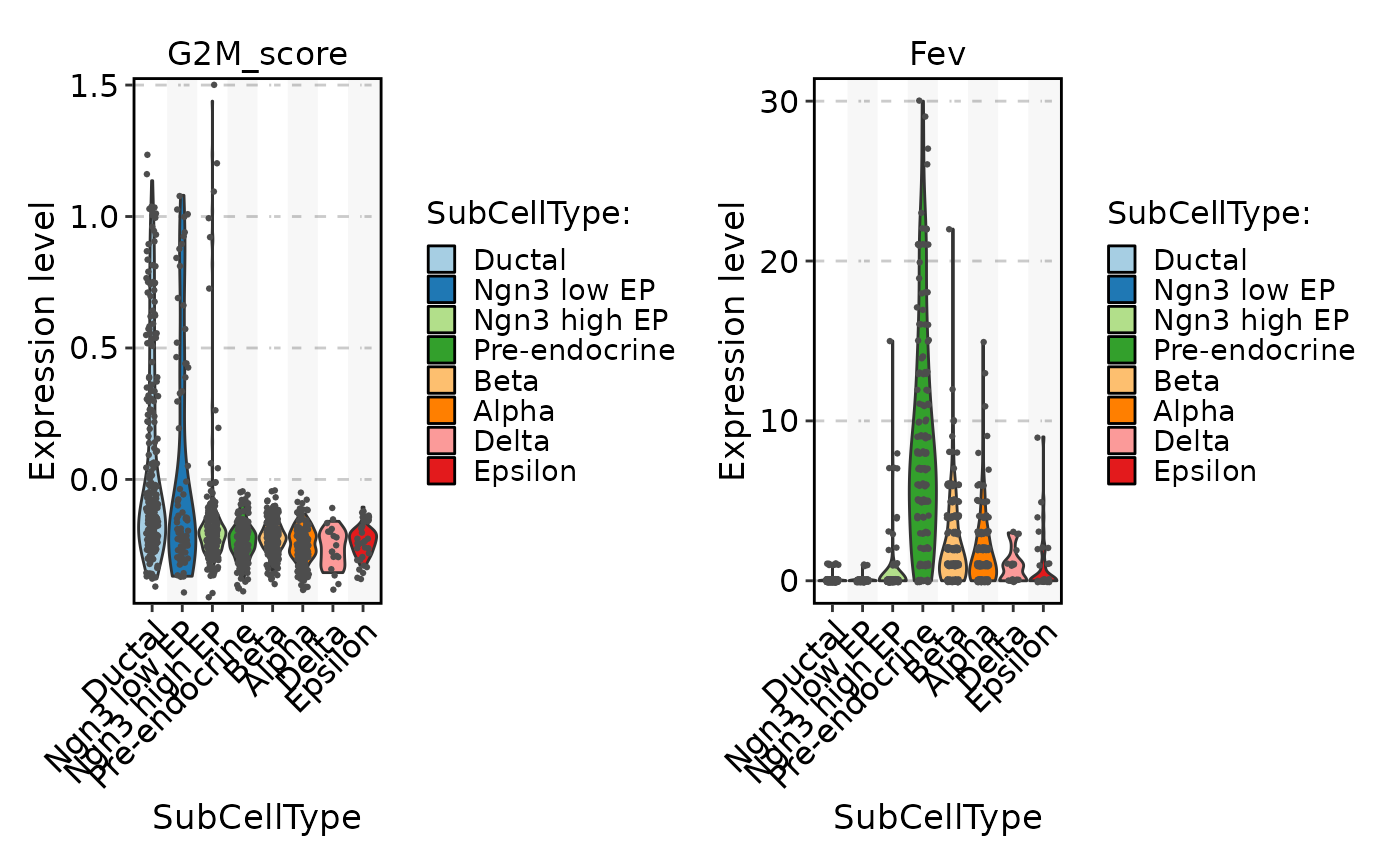 G2M_score
1.5
1.0
0.5
0.0
Expression level
Ductal
Ngn3 low EP
Ngn3 high EP
Pre-endocrine
Beta
Alpha
Delta
Epsilon
SubCellType
SubCellType:
Ductal
Ngn3 low EP
Ngn3 high EP
Pre-endocrine
Beta
Alpha
Delta
Epsilon
Fev
30
20
10
0
Expression level
Ductal
Ngn3 low EP
Ngn3 high EP
Pre-endocrine
Beta
Alpha
Delta
Epsilon
SubCellType
SubCellType:
Ductal
Ngn3 low EP
Ngn3 high EP
Pre-endocrine
Beta
Alpha
Delta
Epsilon